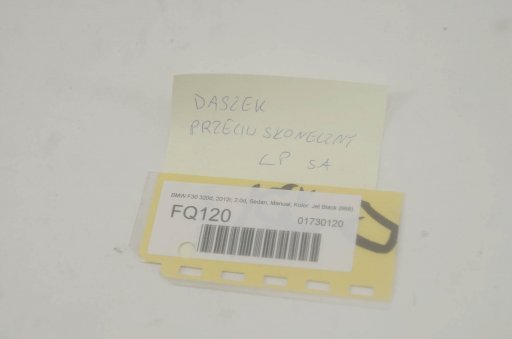 DASZEK
PRZECIW SŁONECZNY
LP SA
BMW F30 320d, 2012r, 2.0d, Sedan, Manual, Kolor: Jet Black (668)
FQ120
01730120